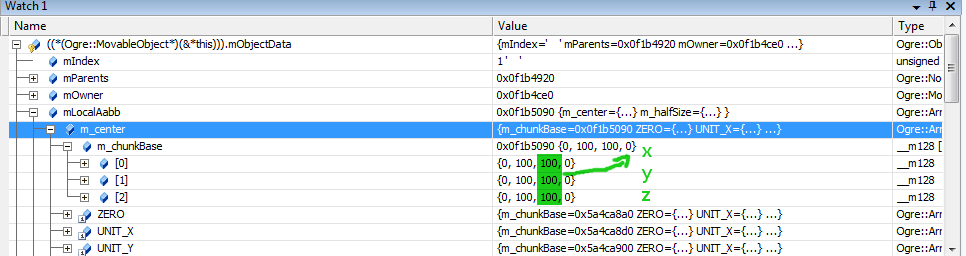 Watch 1
Name Value Type
((*(Ogre::MovableObject*)(&*this))).mObjectData {mIndex=' ' mParents=0x0f1b4920 mOwner=0x0f1b4ce0 ...} Ogre::Ob
mIndex 1 ' ' unsigned
mParents 0x0f1b4920 Ogre::No
mOwner 0x0f1b4ce0 Ogre::Mo
mLocalAabb 0x0f1b5090 {m_center={...} m_halfSize={...} } Ogre::Arr
m_center {m_chunkBase=0x0f1b5090 ZERO={...} UNIT_X={...} ...} Ogre::Arr
m_chunkBase 0x0f1b5090 {0, 100, 100, 0} x __m128 [
[0] {0, 100, 100, 0} __m128
[1] {0, 100, 100, 0} y __m128
[2] {0, 100, 100, 0} z __m128
ZERO {m_chunkBase=0x5a4ca8a0 ZERO={...} UNIT_X={...} ...} Ogre::Arr
UNIT_X {m_chunkBase=0x5a4ca8d0 ZERO={...} UNIT_X={...} ...} Ogre::Arr
UNIT_Y {m_chunkBase=0x5a4ca900 ZERO={...} UNIT_X={...} ...} Ogre::Arr